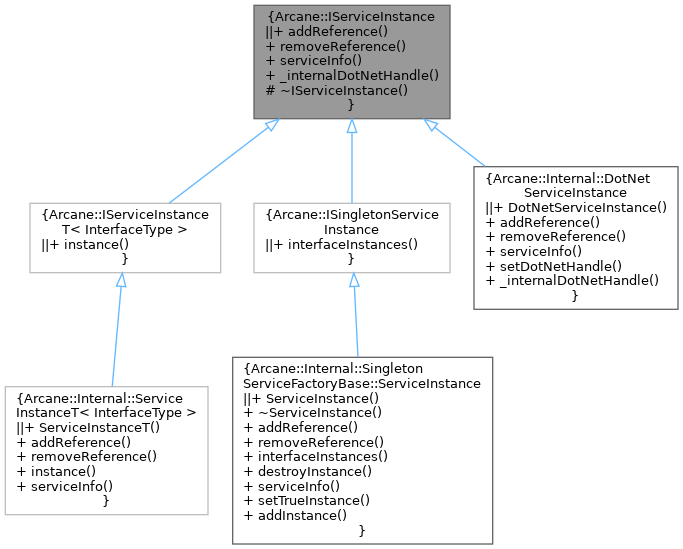 {Arcane::IServiceInstance
||+ addReference()
+ removeReference()
+ serviceInfo()
+ _internalDotNetHandle()
# ~IServiceInstance()
}
{Arcane::IServiceInstance
T< InterfaceType >
||+ instance()
}
{Arcane::ISingletonService
Instance
||+ interfaceInstances()
}
{Arcane::Internal::DotNet
ServiceInstance
||+ DotNetServiceInstance()
+ addReference()
+ removeReference()
+ serviceInfo()
+ setDotNetHandle()
+ _internalDotNetHandle()
}
{Arcane::Internal::Service
InstanceT< InterfaceType >
||+ ServiceInstanceT()
+ addReference()
+ removeReference()
+ instance()
+ serviceInfo()
}
{Arcane::Internal::Singleton
ServiceFactoryBase::ServiceInstance
||+ ServiceInstance()
+ ~ServiceInstance()
+ addReference()
+ removeReference()
+ interfaceInstances()
+ destroyInstance()
+ serviceInfo()
+ setTrueInstance()
+ addInstance()
}